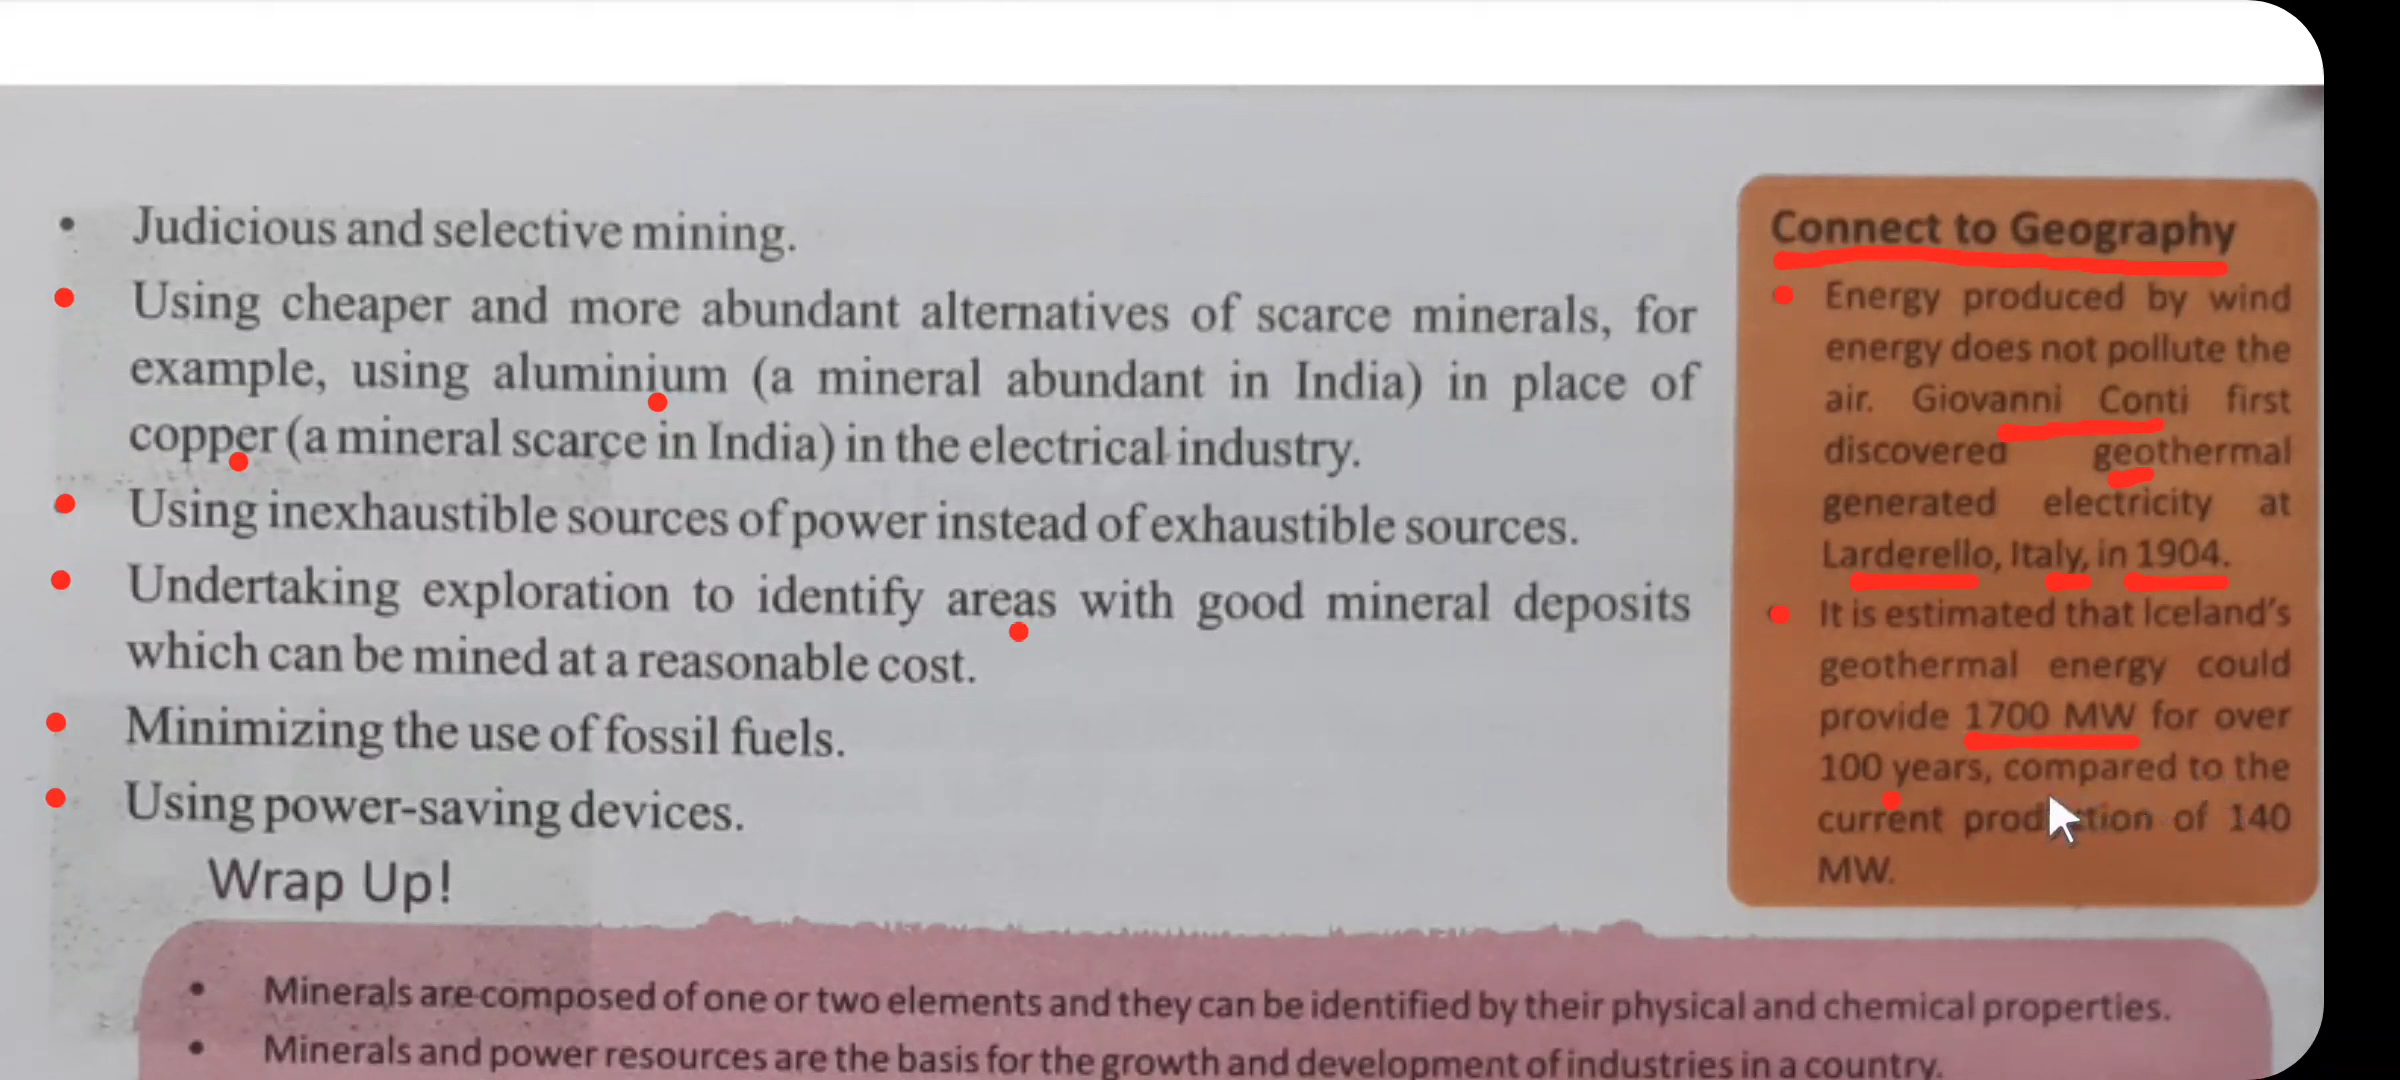 • Judicious and selective mining.
Using cheaper and more abundant alternatives of scarce minerals, for
example, using aluminium (a mineral abundant in India) in place of
copper (a mineral scarce in India) in the electrical industry.
Using inexhaustible sources of power instead of exhaustible sources.
Undertaking exploration to identify areas with good mineral deposits
which can be mined at a reasonable cost.
Minimizing the use of fossil fuels.
Using power-saving devices.
Connect to Geography
Energy produced by wind
energy does not pollute the
air. Giovanni Conti first
discovered geothermal
generated electricity at
Larderello, Italy, in 1904.
It is estimated that Iceland's
geothermal energy could
provide 1700 MW for over
100 years, compared to the
current production of 140
MW.
Wrap Up!
• Minerals are composed of one or two elements and they can be identified by their physical and chemical properties.
• Minerals and power resources are the basis for the growth and development of industries in a country.